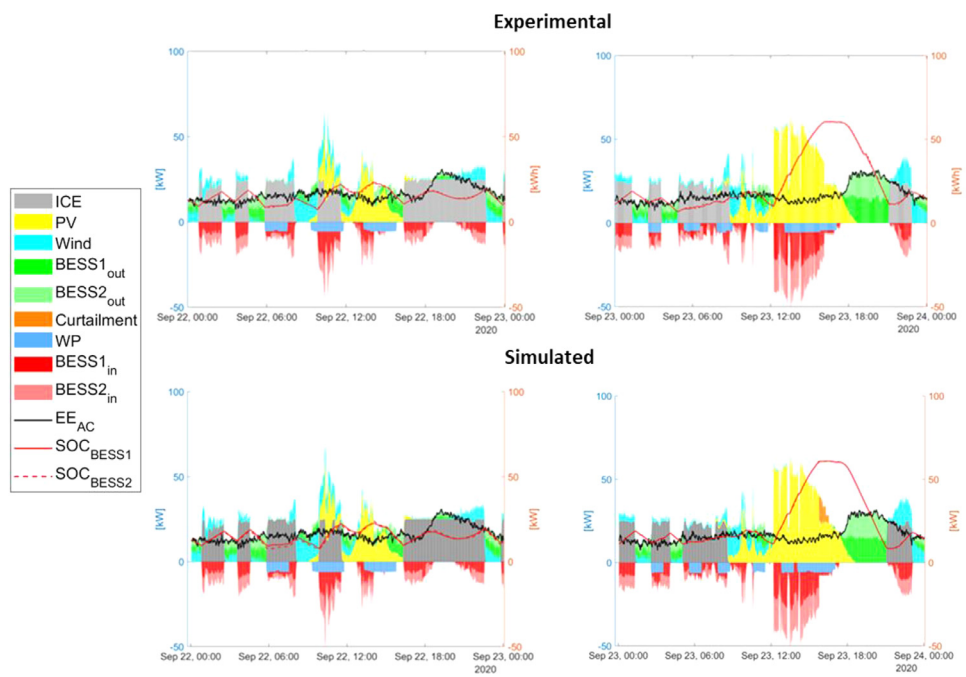 Experimental
100
50
0
-50
[kW]
100
50
0
-50
[kWh]
Sep 22, 00:00
Sep 22, 06:00
Sep 22, 12:00
Sep 22, 18:00
Sep 23, 00:00
2020
100
50
0
-50
[kW]
100
50
0
-50
[kWh]
Sep 23, 00:00
Sep 23, 06:00
Sep 23, 12:00
Sep 23, 18:00
Sep 24, 00:00
2020
ICE
PV
Wind
BESS1out
BESS2out
Curtailment
WP
BESS1in
BESS2in
EEAC
SOCBESS1
SOCBESS2
Simulated
100
50
0
-50
[kW]
100
50
0
-50
[kWh]
Sep 22, 00:00
Sep 22, 06:00
Sep 22, 12:00
Sep 22, 18:00
Sep 23, 00:00
2020
100
50
0
-50
[kW]
100
50
0
-50
[kWh]
Sep 23, 00:00
Sep 23, 06:00
Sep 23, 12:00
Sep 23, 18:00
Sep 24, 00:00
2020